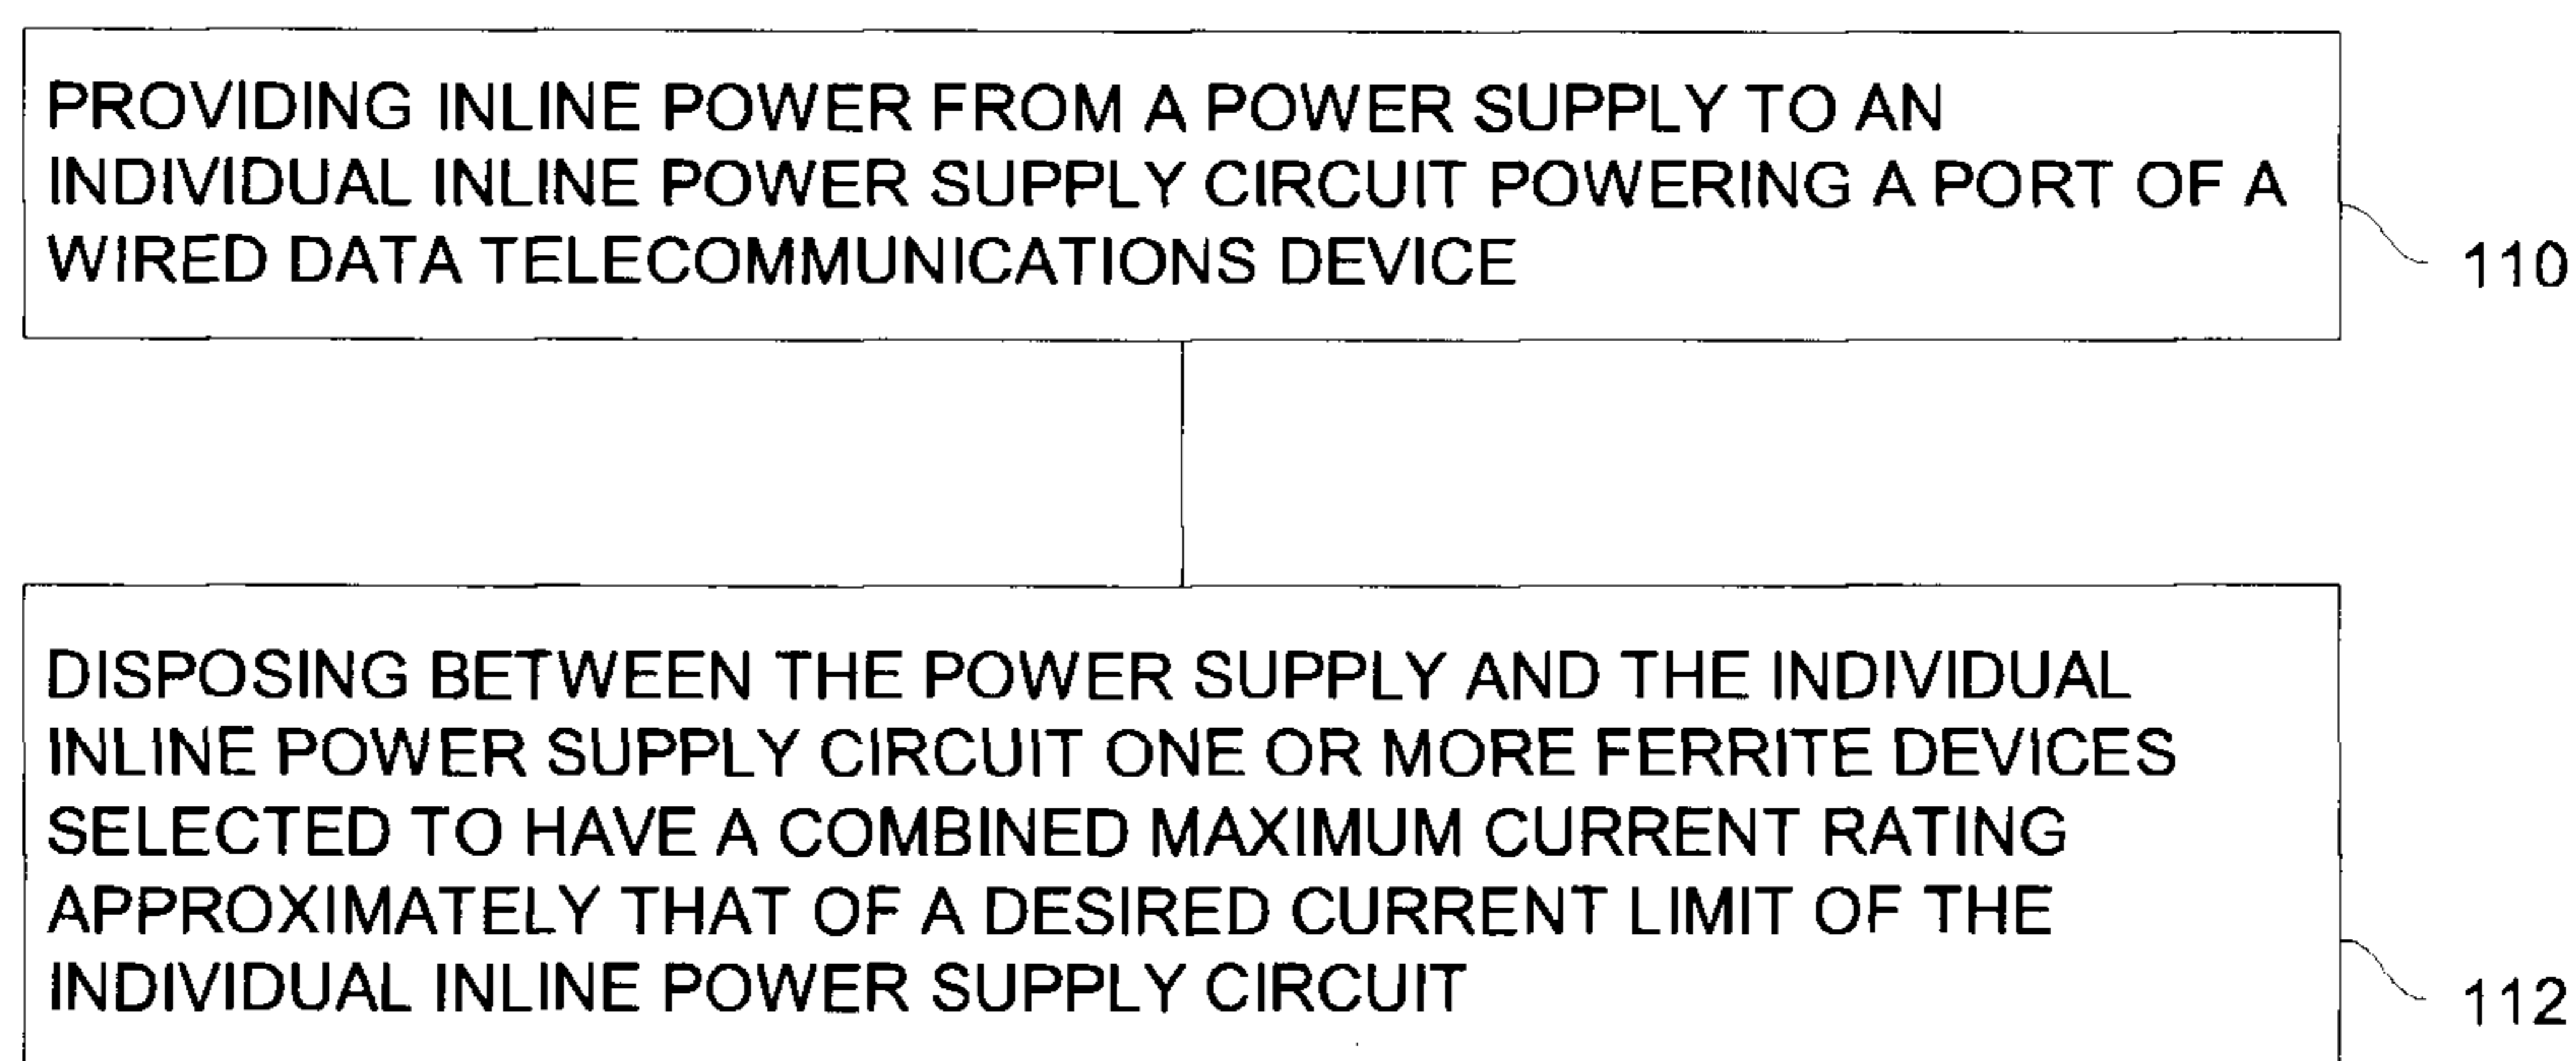 PROVIDING INLINE POWER FROM A POWER SUPPLY TO AN
INDIVIDUAL INLINE POWER SUPPLY CIRCUIT POWERING A PORT OF A
WIRED DATA TELECOMMUNICATIONS DEVICE
110
DISPOSING BETWEEN THE POWER SUPPLY AND THE INDIVIDUAL
INLINE POWER SUPPLY CIRCUIT ONE OR MORE FERRITE DEVICES
SELECTED TO HAVE A COMBINED MAXIMUM CURRENT RATING
APPROXIMATELY THAT OF A DESIRED CURRENT LIMIT OF THE
INDIVIDUAL INLINE POWER SUPPLY CIRCUIT
112